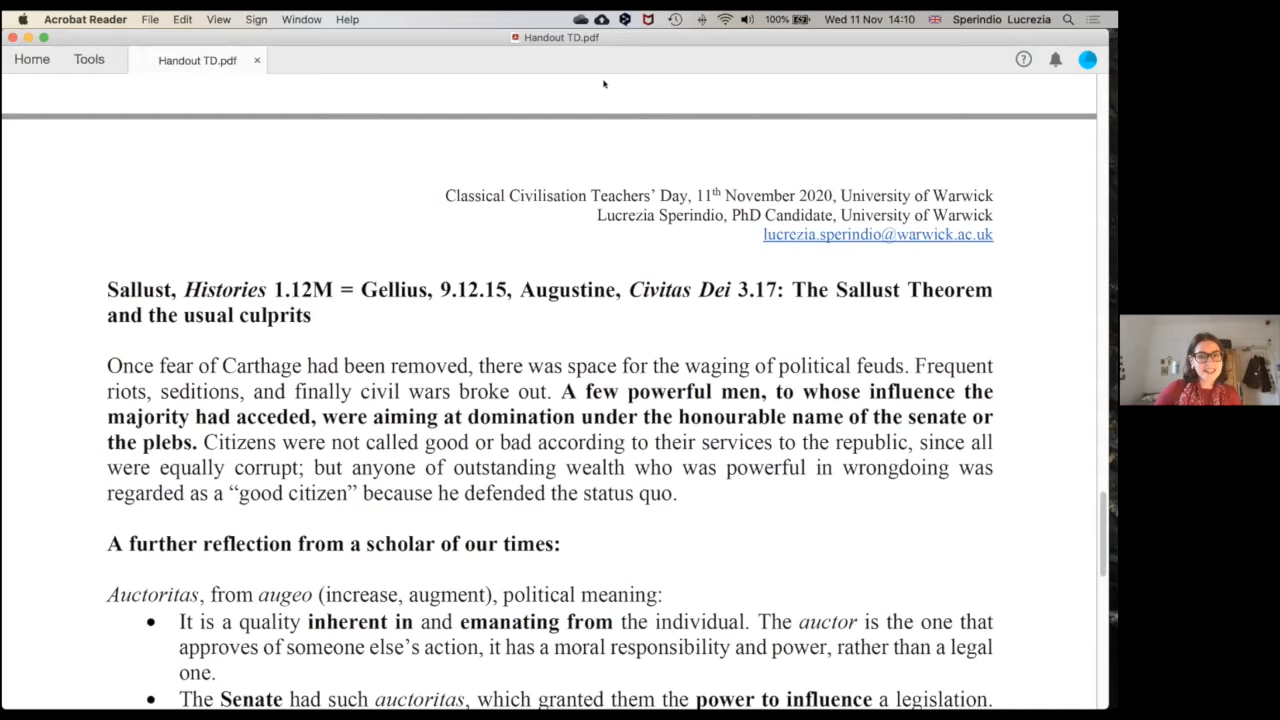 Acrobat Reader File Edit View Sign Window Help 100% Wed 11 Nov 14:10 Sperindio Lucrezia
Handout TD.pdf
Home Tools Handout TD.pdf ×
Classical Civilisation Teachers’ Day, 11th November 2020, University of Warwick
Lucrezia Sperindio, PhD Candidate, University of Warwick
lucrezia.sperindio@warwick.ac.uk
Sallust, Histories 1.12M = Gellius, 9.12.15, Augustine, Civitas Dei 3.17: The Sallust Theorem
and the usual culprits
Once fear of Carthage had been removed, there was space for the waging of political feuds. Frequent
riots, seditions, and finally civil wars broke out. A few powerful men, to whose influence the
majority had acceded, were aiming at domination under the honourable name of the senate or
the plebs. Citizens were not called good or bad according to their services to the republic, since all
were equally corrupt; but anyone of outstanding wealth who was powerful in wrongdoing was
regarded as a “good citizen” because he defended the status quo.
A further reflection from a scholar of our times:
Auctoritas, from augeo (increase, augment), political meaning:
• It is a quality inherent in and emanating from the individual. The auctor is the one that
approves of someone else’s action, it has a moral responsibility and power, rather than a legal
one.
• The Senate had such auctoritas, which granted them the power to influence a legislation.